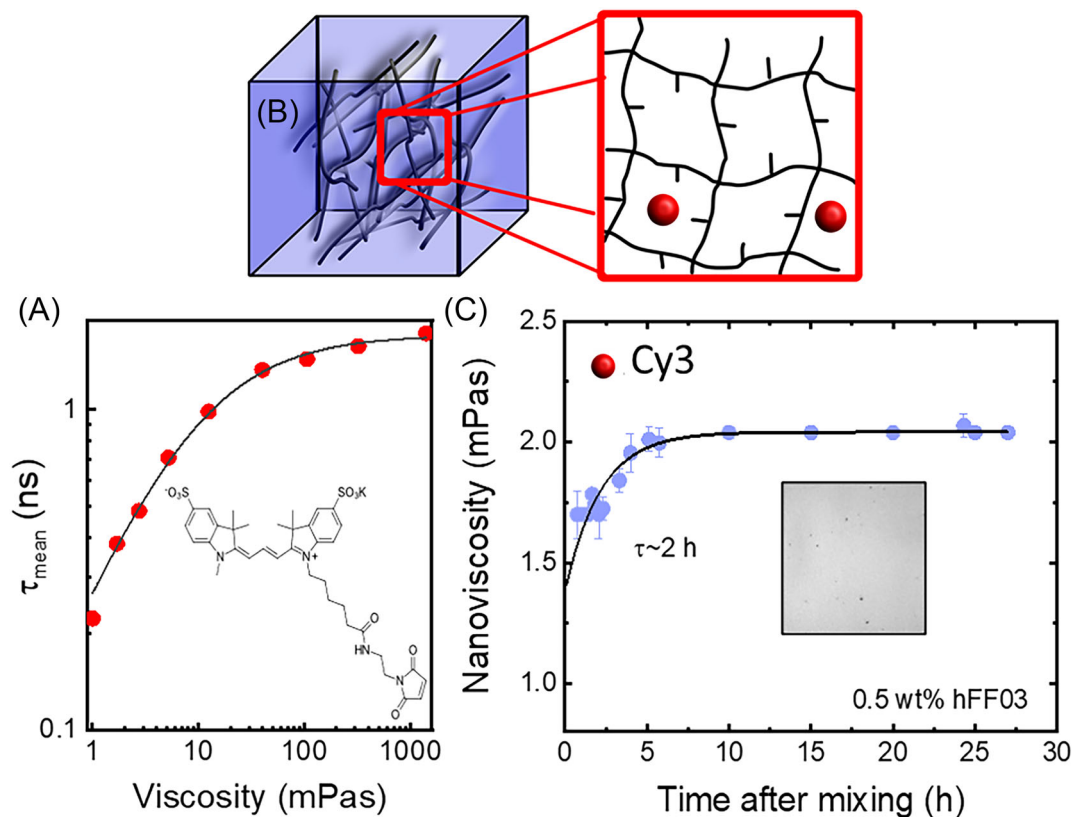 (B)
(A)
τmean (ns)
1
0.1
1
10
100
1000
Viscosity (mPas)
-O3S
SO3K
N
N+
O
HN
N
O
O
(C)
Nanoviscosity (mPas)
2.5
2.0
1.5
1.0
Cy3
τ~2 h
0.5 wt% hFF03
0
5
10
15
20
25
30
Time after mixing (h)